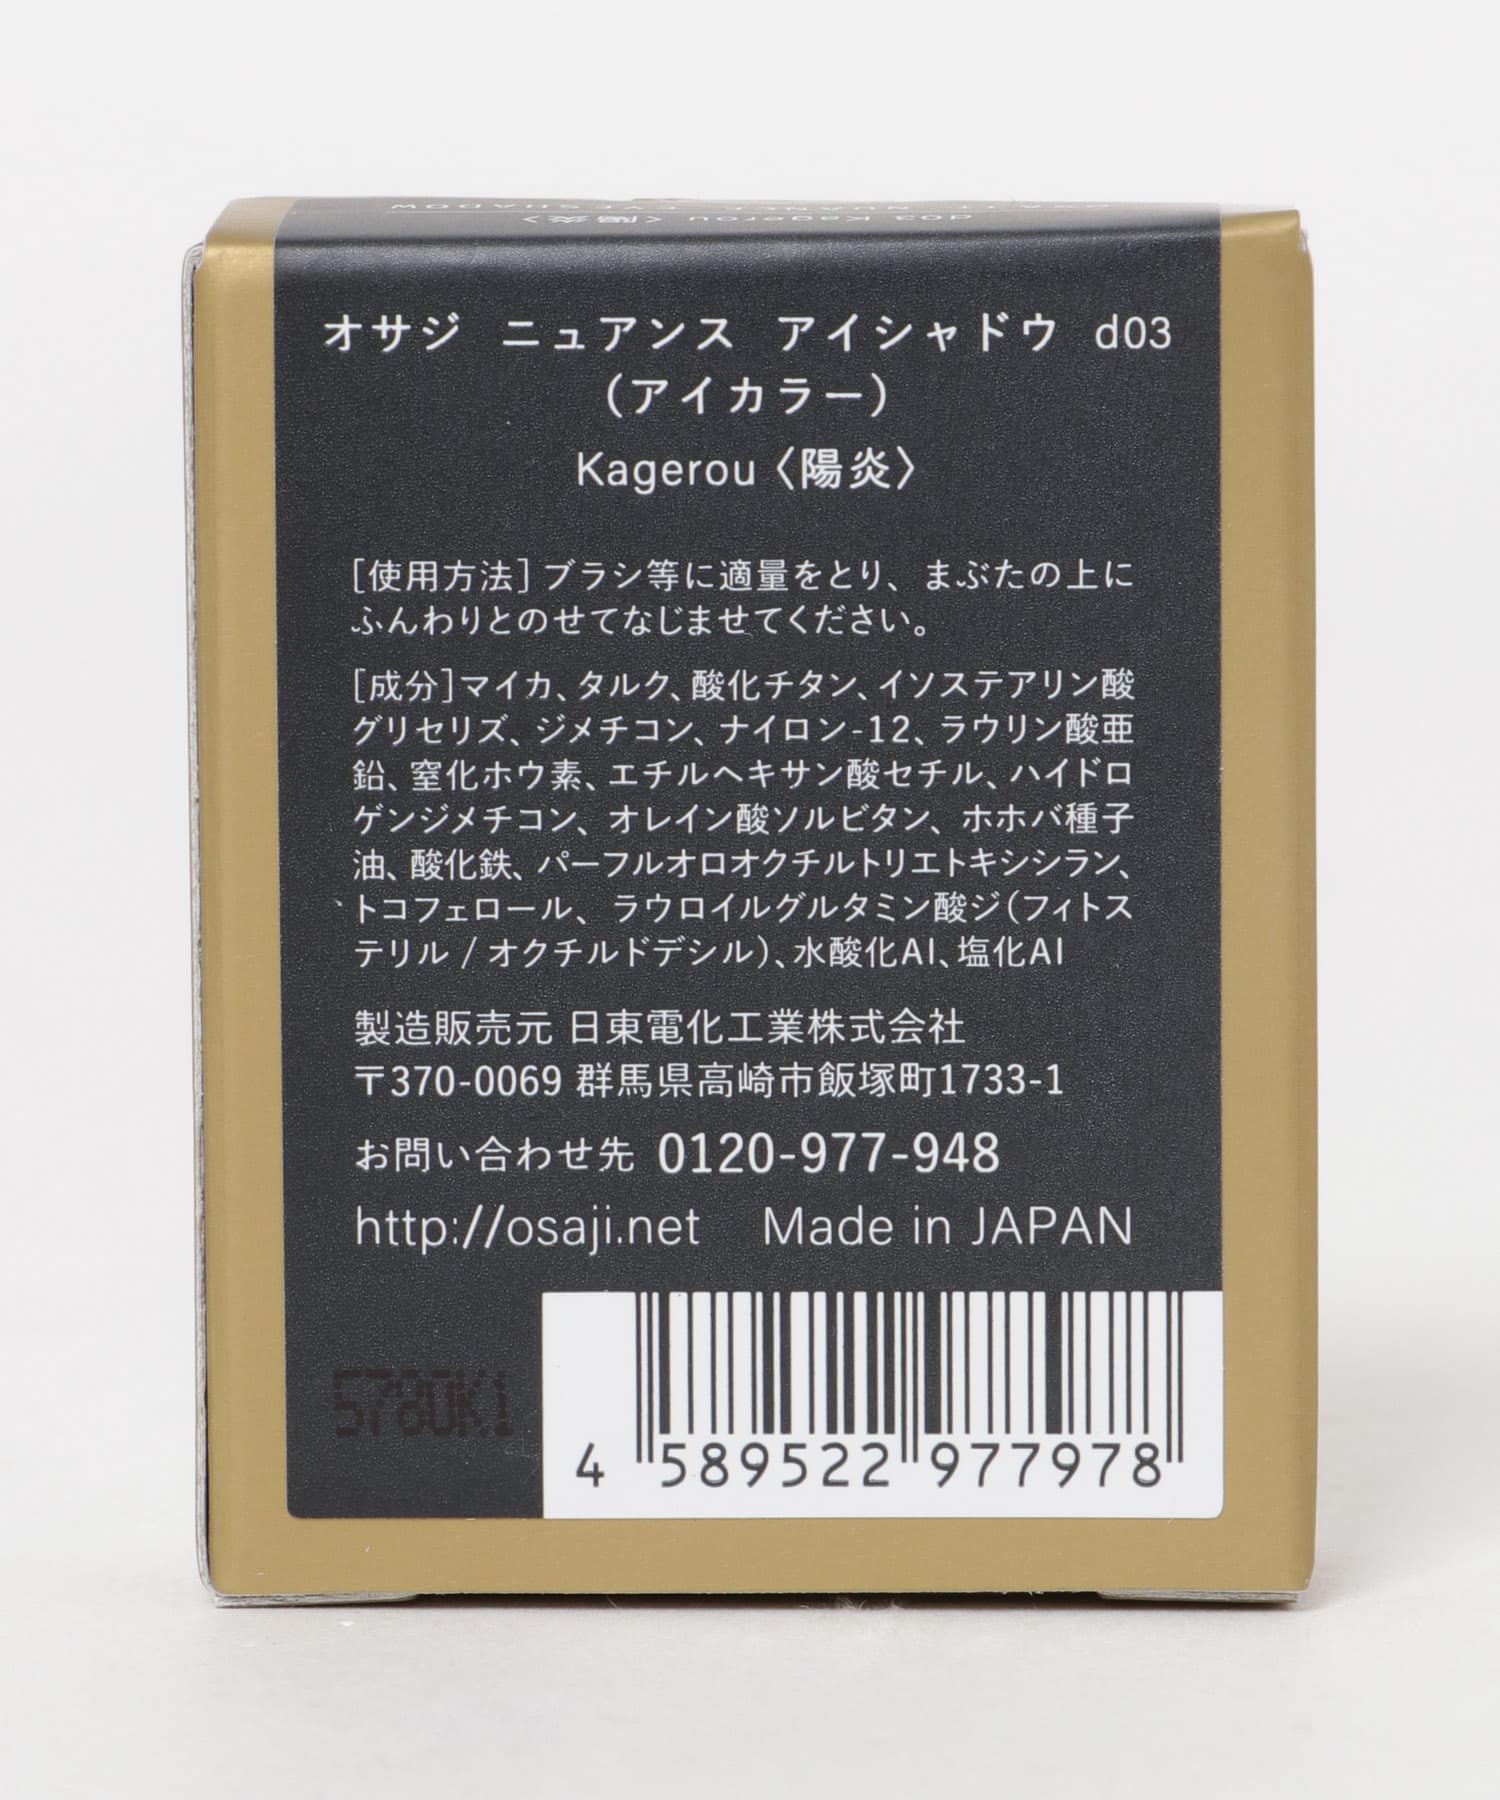 d03 Kagerou〈陽炎〉
オサジ ニュアンス アイシャドウ d03
（アイカラー）
Kagerou〈陽炎〉
［使用方法］ブラシ等に適量をとり、まぶたの上に
ふんわりとのせてなじませてください。
［成分］マイカ、タルク、酸化チタン、イソステアリン酸
グリセリズ、ジメチコン、ナイロン-12、ラウリン酸亜
鉛、窒化ホウ素、エチルヘキサン酸セチル、ハイドロ
ゲンジメチコン、オレイン酸ソルビタン、ホホバ種子
油、酸化鉄、パーフルオロオクチルトリエトキシシラン、
トコフェロール、ラウロイルグルタミン酸ジ（フィトス
テリル / オクチルドデシル）、水酸化Al、塩化Al
製造販売元 日東電化工業株式会社
〒370-0069 群馬県高崎市飯塚町1733-1
お問い合わせ先 0120-977-948
http://osaji.net Made in JAPAN
5780K1
4 589522 977978